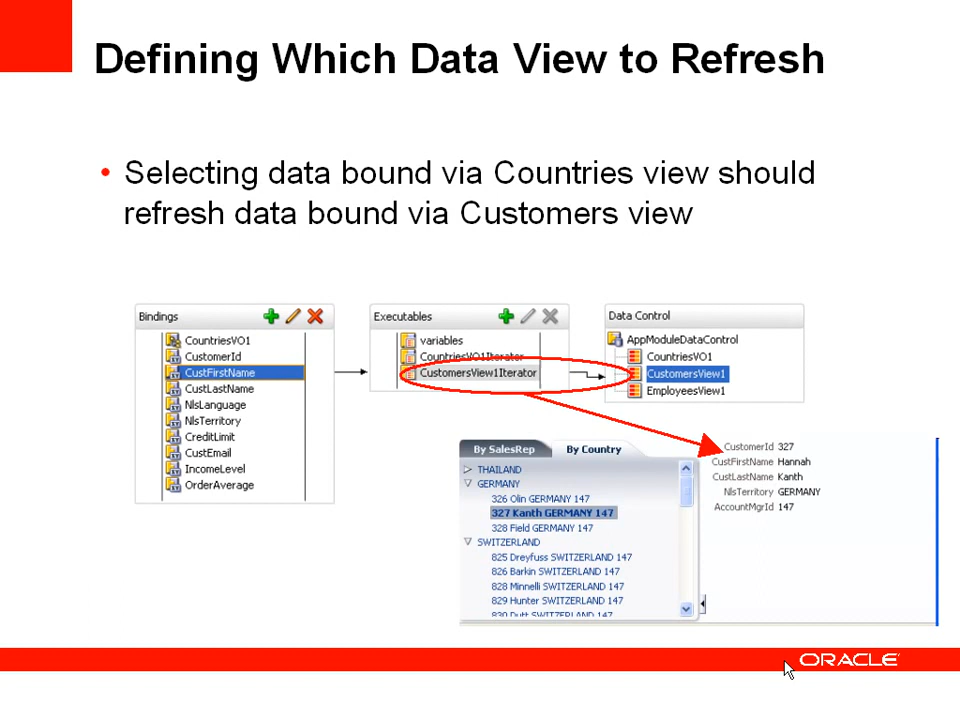 Defining Which Data View to Refresh
• Selecting data bound via Countries view should
refresh data bound via Customers view
Bindings
CountriesVO1
CustomerId
CustFirstName
CustLastName
NlsLanguage
NlsTerritory
CreditLimit
CustEmail
IncomeLevel
OrderAverage
Executables
variables
CountriesVO1Iterator
CustomersView1Iterator
Data Control
AppModuleDataControl
CountriesVO1
CustomersView1
EmployeesView1
By SalesRep By Country
THAILAND
GERMANY
326 Olin GERMANY 147
327 Kanth GERMANY 147
328 Field GERMANY 147
SWITZERLAND
825 Dreyfuss SWITZERLAND 147
826 Barkin SWITZERLAND 147
828 Minnelli SWITZERLAND 147
829 Hunter SWITZERLAND 147
830 Dutt SWITZERLAND 147
CustomerId 327
CustFirstName Hannah
CustLastName Kanth
NlsTerritory GERMANY
AccountMgrId 147
ORACLE